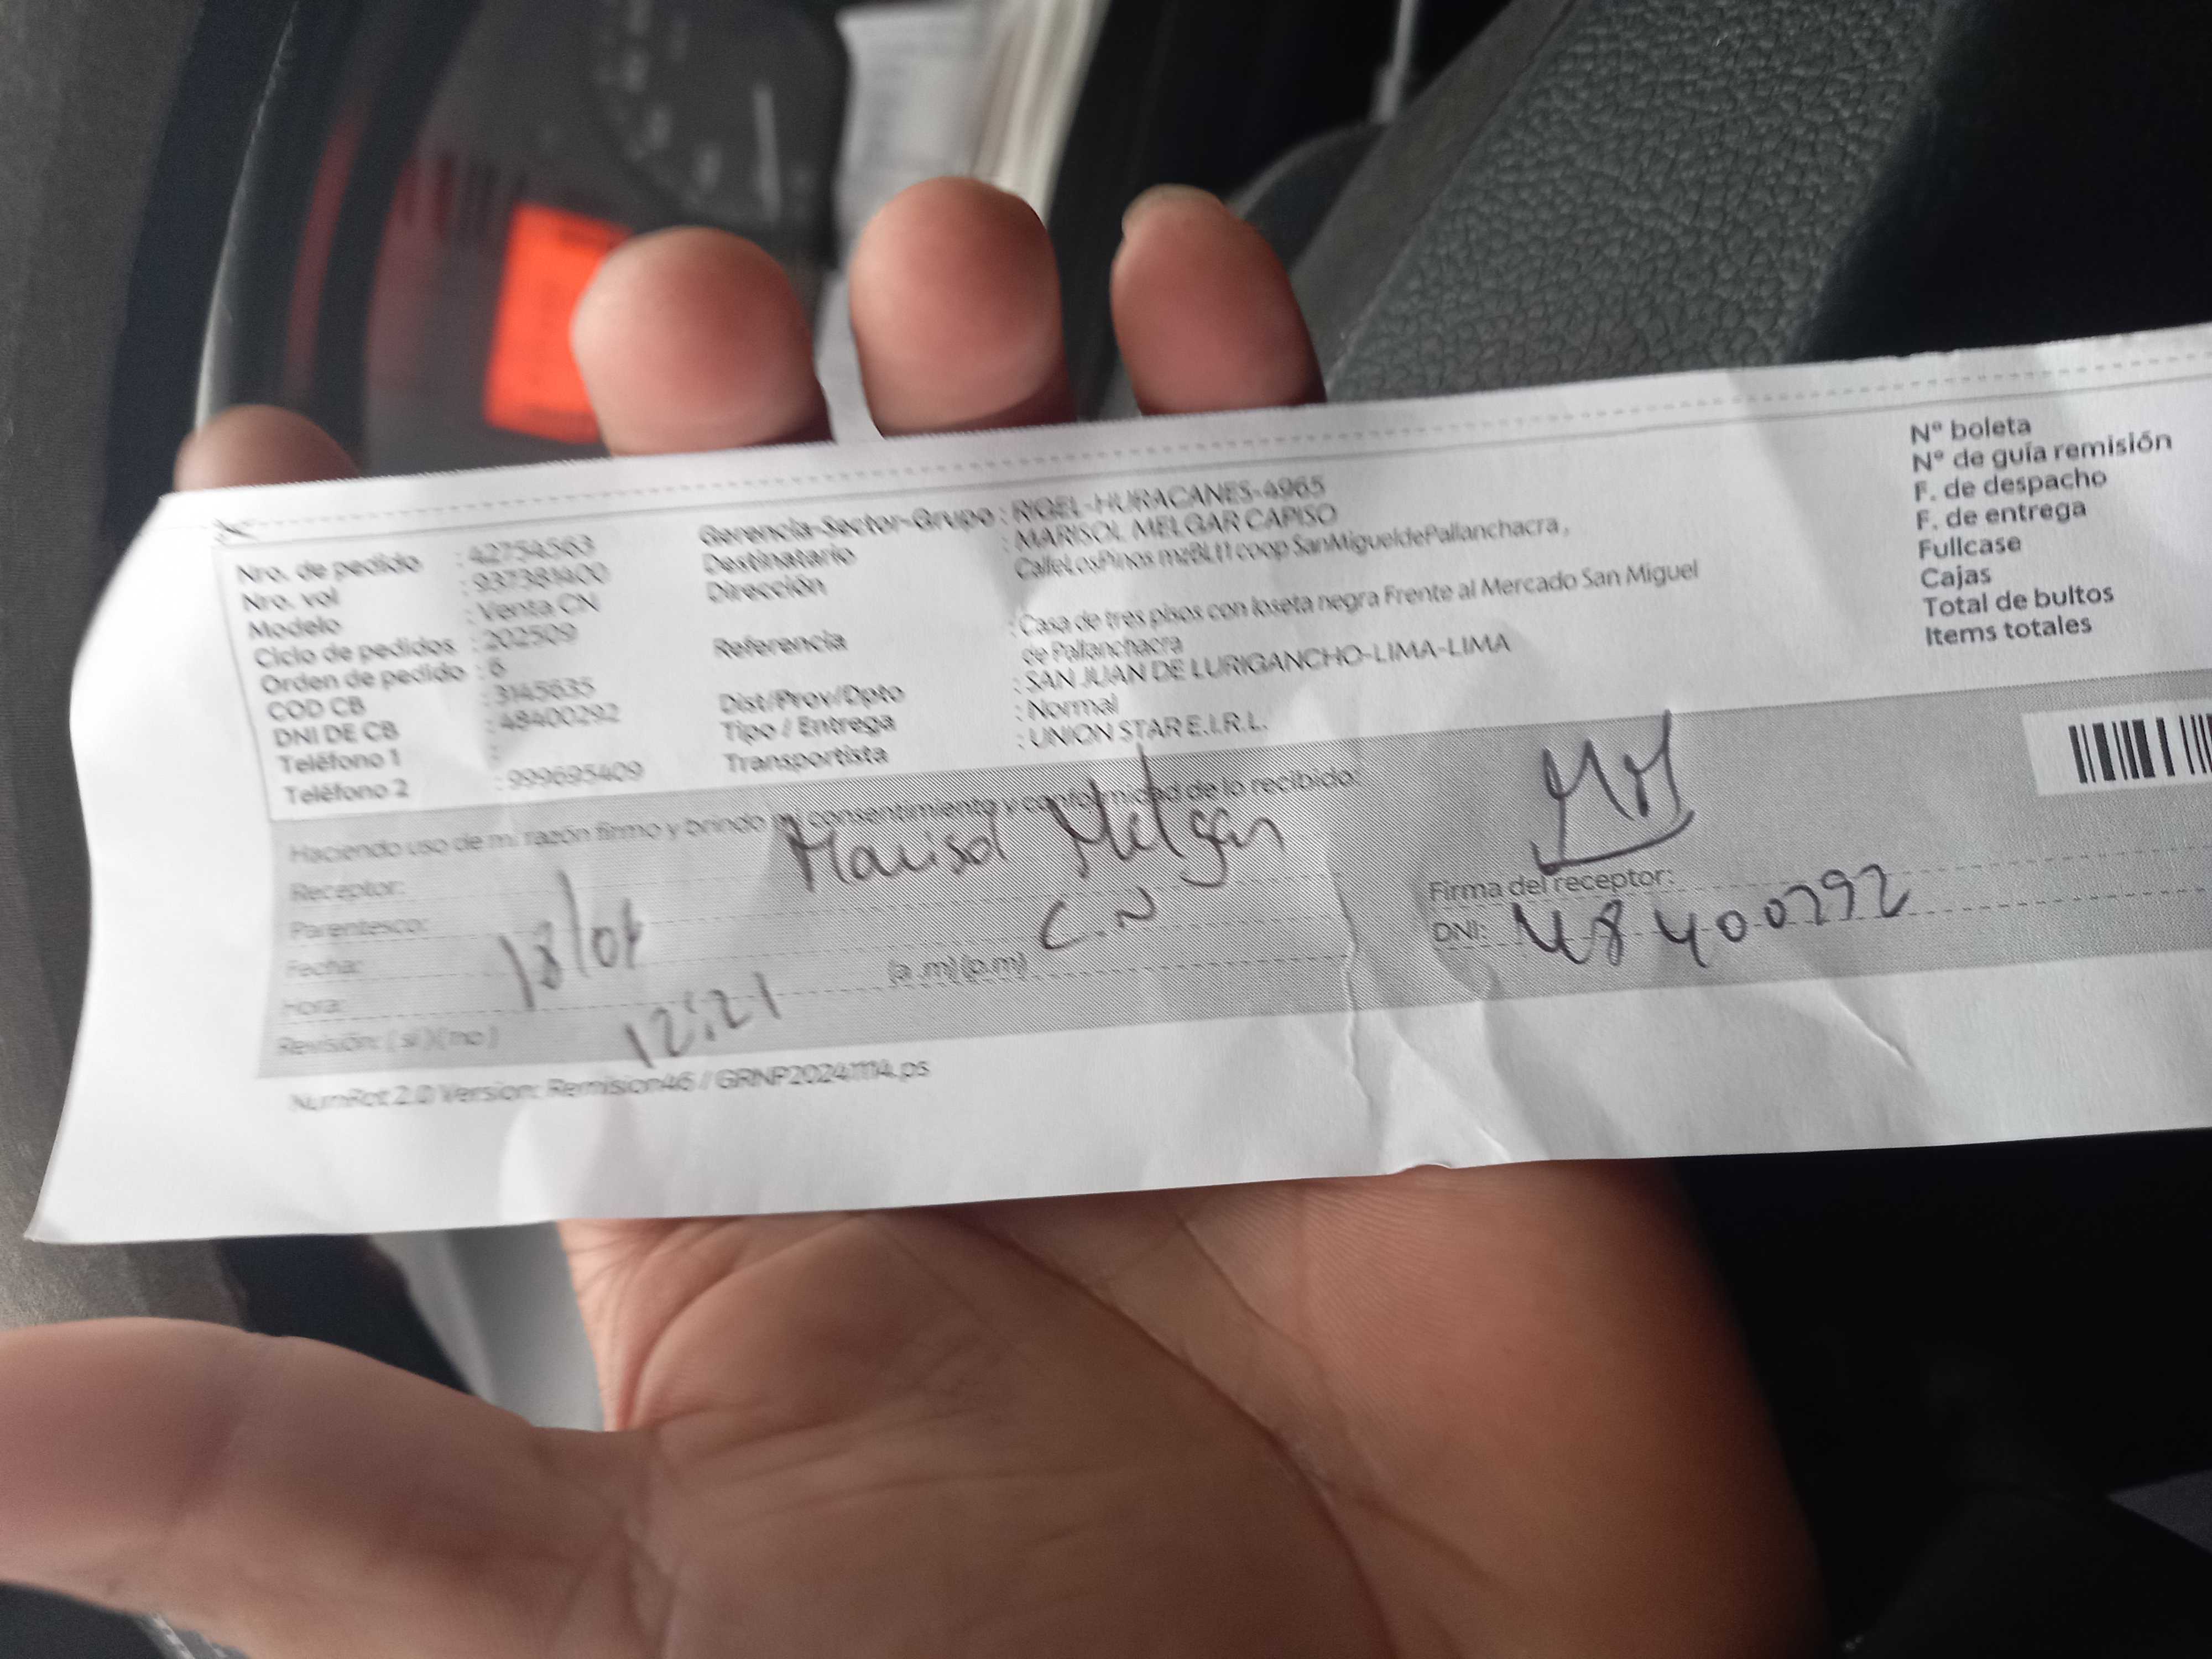 Nro. de pedido : 42754563
Nro. vol : 937381400
Modelo : Venta CN
Ciclo de pedidos : 202509
Orden de pedido : 6
COD CB : 3145635
DNI DE CB : 48400292
Teléfono 1 :
Teléfono 2 : 999695409
Gerencia-Sector-Grupo : RIGEL-HURACANES-4965
Destinatario : MARISOL MELGAR CAPISO
Dirección CalleLosPinos mzBLt1 coop SanMigueldePallanchacra,
Referencia : Casa de tres pisos con loseta negra Frente al Mercado San Miguel
de Pallanchacra
Dist/Prov/Dpto : SAN JUAN DE LURIGANCHO-LIMA-LIMA
Tipo / Entrega : Normal
Transportista : UNION STAR E.I.R.L.
N° boleta
N° de guía remisión
F. de despacho
F. de entrega
Fullcase
Cajas
Total de bultos
Items totales
Haciendo uso de mi razón firmo y brindo mi consentimiento y conformidad de lo recibido:
Receptor: Marisol Melgar
Parentesco: C.N
Fecha: 18/04
Hora: 12:21 (a.m)(p.m)
Revisión: (si)(no)
Firma del receptor:
DNI: 48400292
NumRot 2.0 Version: Remision46 // GRNP20241114.ps